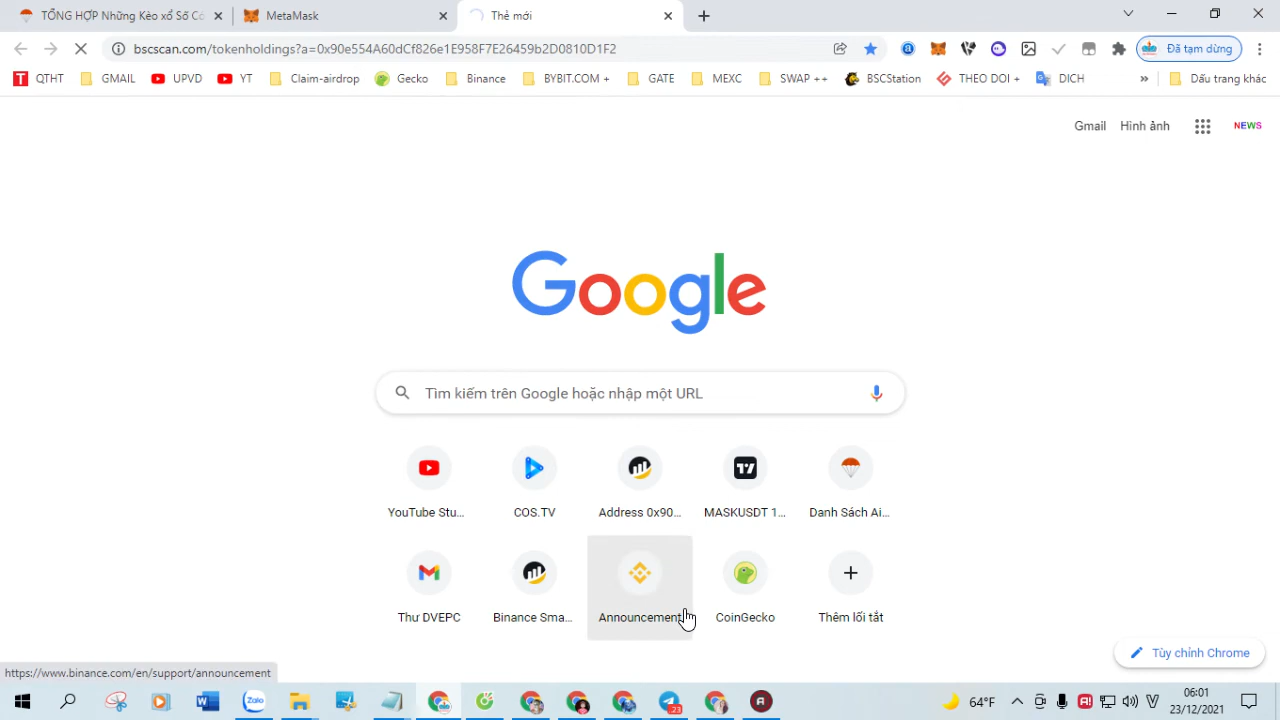 TỔNG HỢP Những Kèo xổ Số Có
MetaMask
Thẻ mới
bscscan.com/tokenholdings?a=0x90e554A60dCf826e1E958F7E26459b2D0810D1F2
Đã tạm dừng
QTHT
GMAIL
UPVD
YT
Claim-airdrop
Gecko
Binance
BYBIT.COM +
GATE
MEXC
SWAP ++
BSCStation
THEO DOI +
DICH
»
Dấu trang khác
Gmail
Hình ảnh
NEWS
Google
Tìm kiếm trên Google hoặc nhập một URL
YouTube Stu...
COS.TV
Address 0x90...
MASKUSDT 1...
Danh Sách Ai...
Thư DVEPC
Binance Sma...
Announcement
CoinGecko
Thêm lối tắt
Tùy chỉnh Chrome
https://www.binance.com/en/support/announcement
Zalo
23
64°F
06:01
23/12/2021